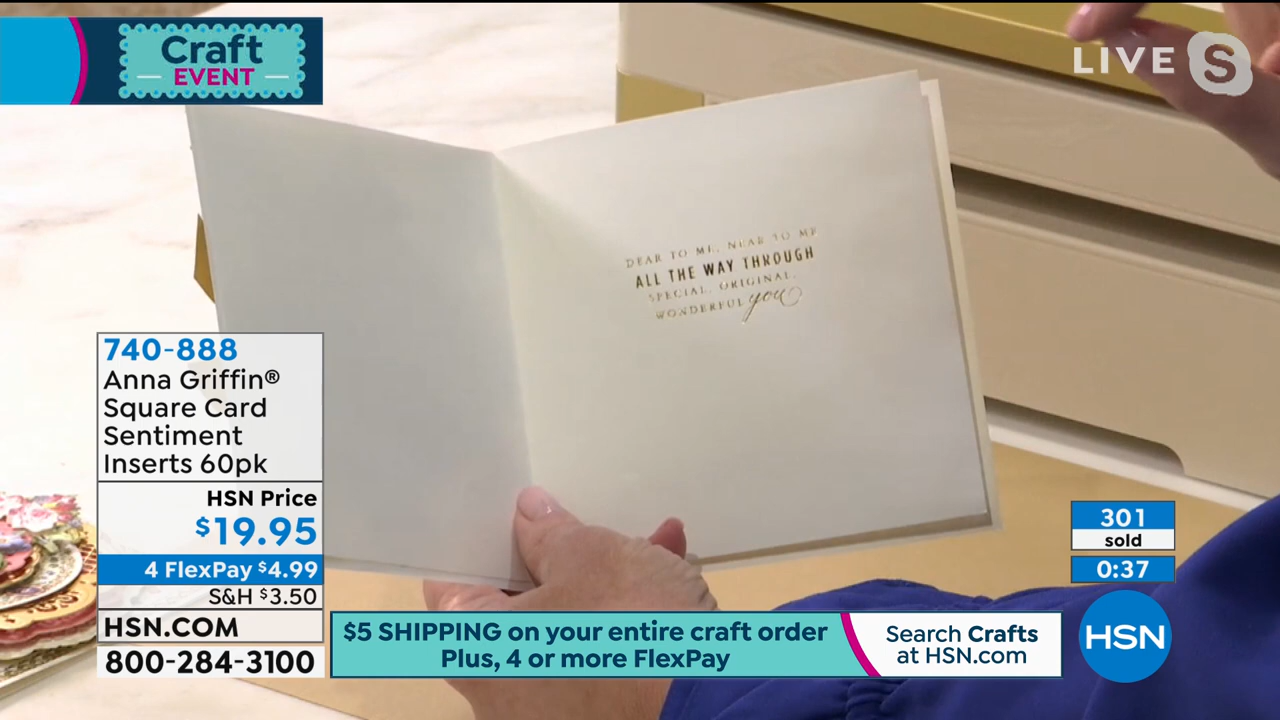 Craft
EVENT
LIVE S
DEAR TO ME, NEAR TO ME
ALL THE WAY THROUGH
SPECIAL, ORIGINAL,
WONDERFUL you
740-888
Anna Griffin®
Square Card
Sentiment
Inserts 60pk
HSN Price
$19.95
4 FlexPay $4.99
S&H $3.50
HSN.COM
800-284-3100
301
sold
0:37
$5 SHIPPING on your entire craft order
Plus, 4 or more FlexPay
Search Crafts
at HSN.com
HSN